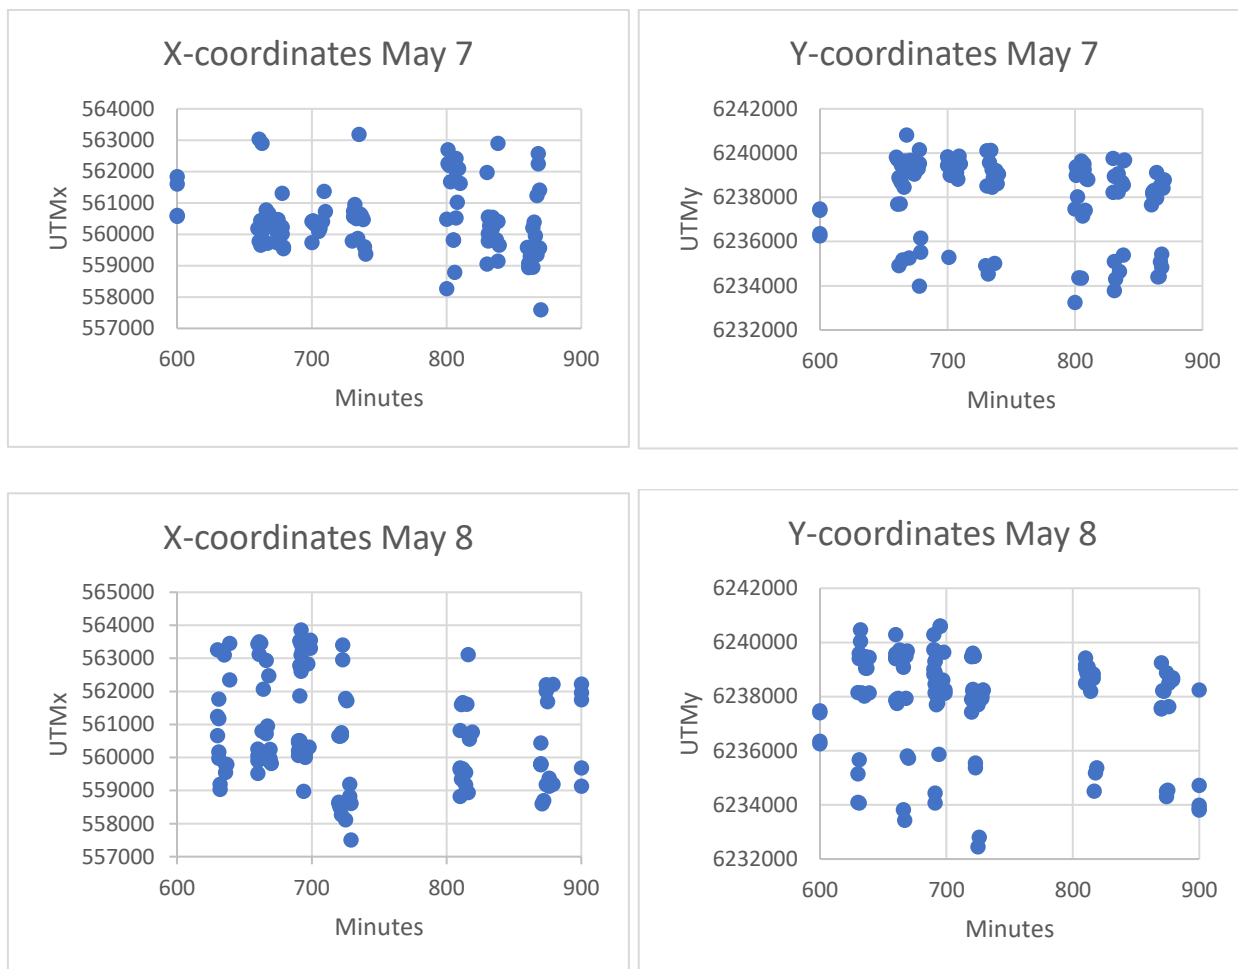 X-coordinates May 7
564000
563000
562000
561000
560000
559000
558000
557000
UTMx
600 700 800 900
Minutes
Y-coordinates May 7
6242000
6240000
6238000
6236000
6234000
6232000
UTMy
600 700 800 900
Minutes
X-coordinates May 8
565000
564000
563000
562000
561000
560000
559000
558000
557000
UTMx
600 700 800 900
Minutes
Y-coordinates May 8
6242000
6240000
6238000
6236000
6234000
6232000
UTMy
600 700 800 900
Minutes